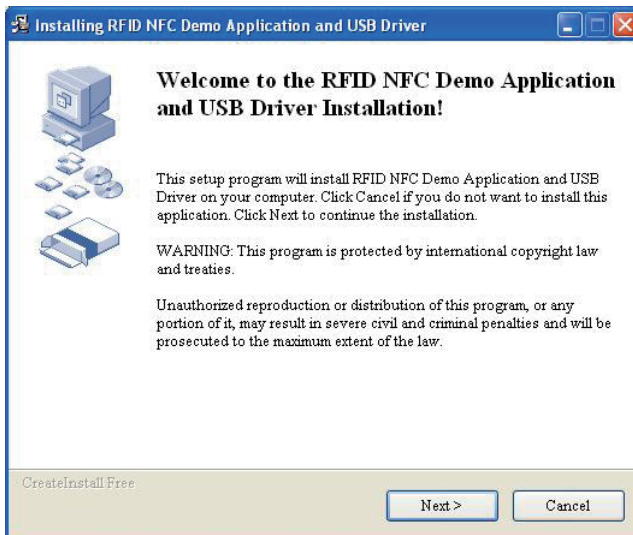 Installing RFID NFC Demo Application and USB Driver
Welcome to the RFID NFC Demo Application
and USB Driver Installation!
This setup program will install RFID NFC Demo Application and USB
Driver on your computer. Click Cancel if you do not want to install this
application. Click Next to continue the installation.
WARNING: This program is protected by international copyright law
and treaties.
Unauthorized reproduction or distribution of this program, or any
portion of it, may result in severe civil and criminal penalties and will be
prosecuted to the maximum extent of the law.
CreateInstall Free
Next >
Cancel